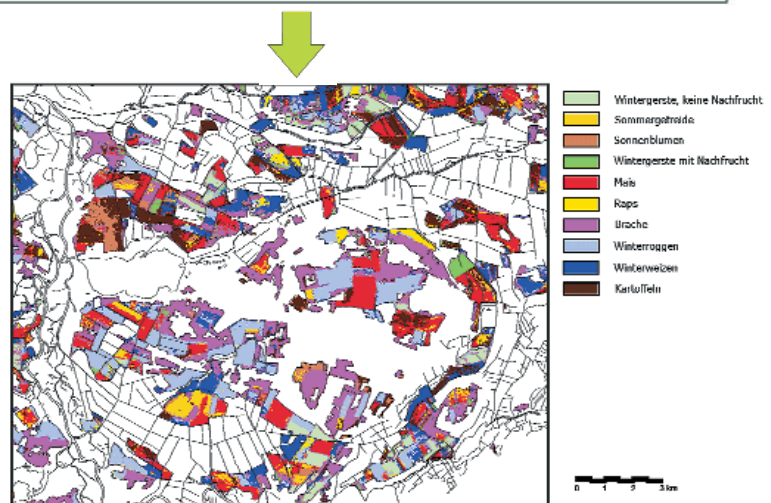 Wintergerste, keine Nachfrucht
Sommergetreide
Sonnenblumen
Wintergerste mit Nachfrucht
Mais
Raps
Brache
Winterroggen
Winterweizen
Kartoffeln
0 1 2 3 km